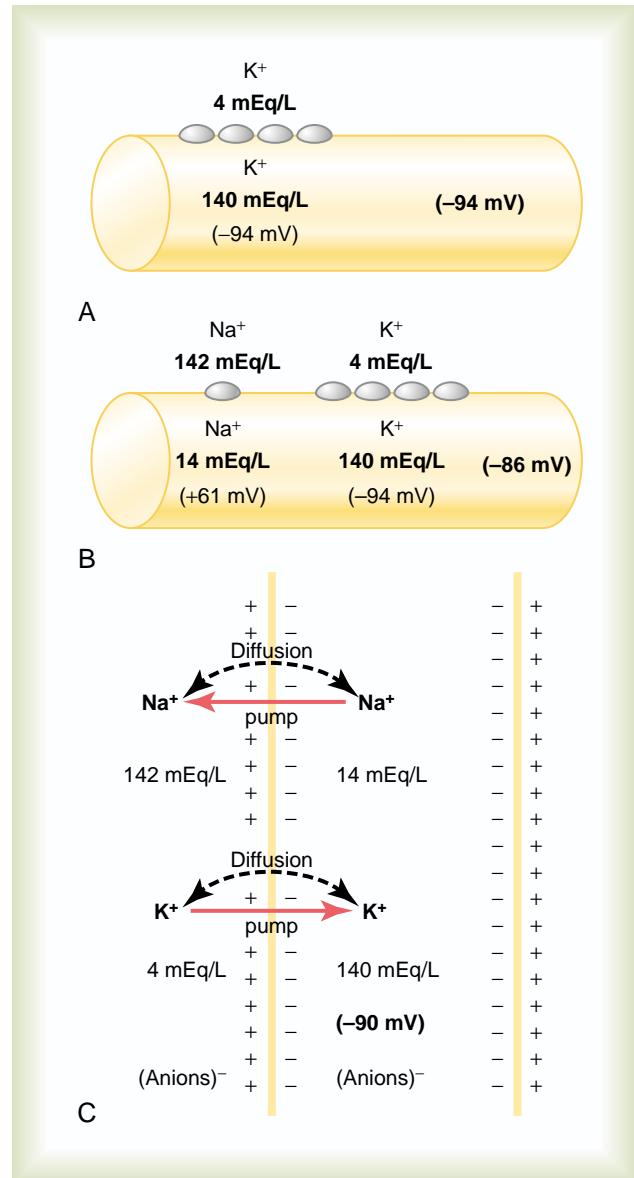 K⁺
4 mEq/L
K⁺
140 mEq/L
(–94 mV)
(–94 mV)
A
Na⁺ K⁺
142 mEq/L 4 mEq/L
Na⁺ K⁺
14 mEq/L 140 mEq/L (–86 mV)
(+61 mV) (–94 mV)
B
+ – – +
+ – – +
Diffusion – +
+ – – +
Na⁺ Na⁺ – +
pump
+ – – +
142 mEq/L + – 14 mEq/L – +
+ – – +
+ – – +
– +
Diffusion – +
+ – – +
K⁺ K⁺ – +
pump
+ – – +
4 mEq/L + – 140 mEq/L – +
+ – – +
+ – (–90 mV) – +
+ – – +
(Anions)⁻ + – (Anions)⁻ – +
C